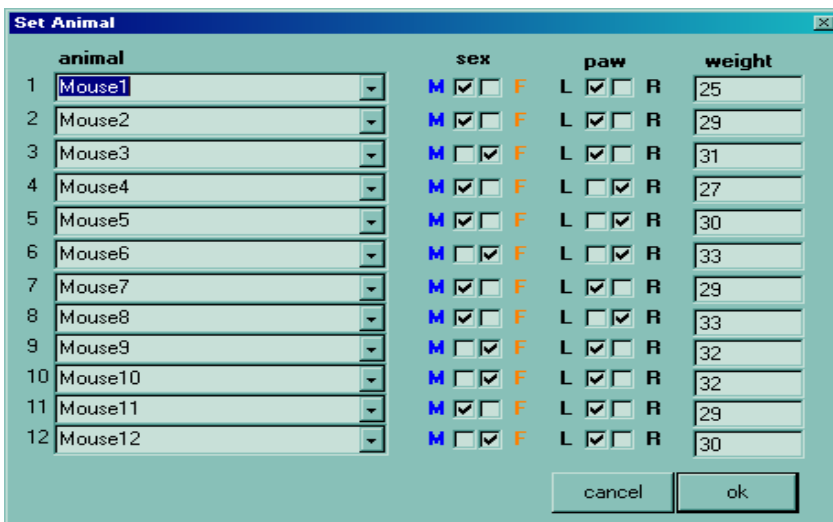 Set Animal
animal sex paw weight
1 Mouse1 M F L R 25
2 Mouse2 M F L R 29
3 Mouse3 M F L R 31
4 Mouse4 M F L R 27
5 Mouse5 M F L R 30
6 Mouse6 M F L R 33
7 Mouse7 M F L R 29
8 Mouse8 M F L R 33
9 Mouse9 M F L R 32
10 Mouse10 M F L R 32
11 Mouse11 M F L R 29
12 Mouse12 M F L R 30
cancel ok